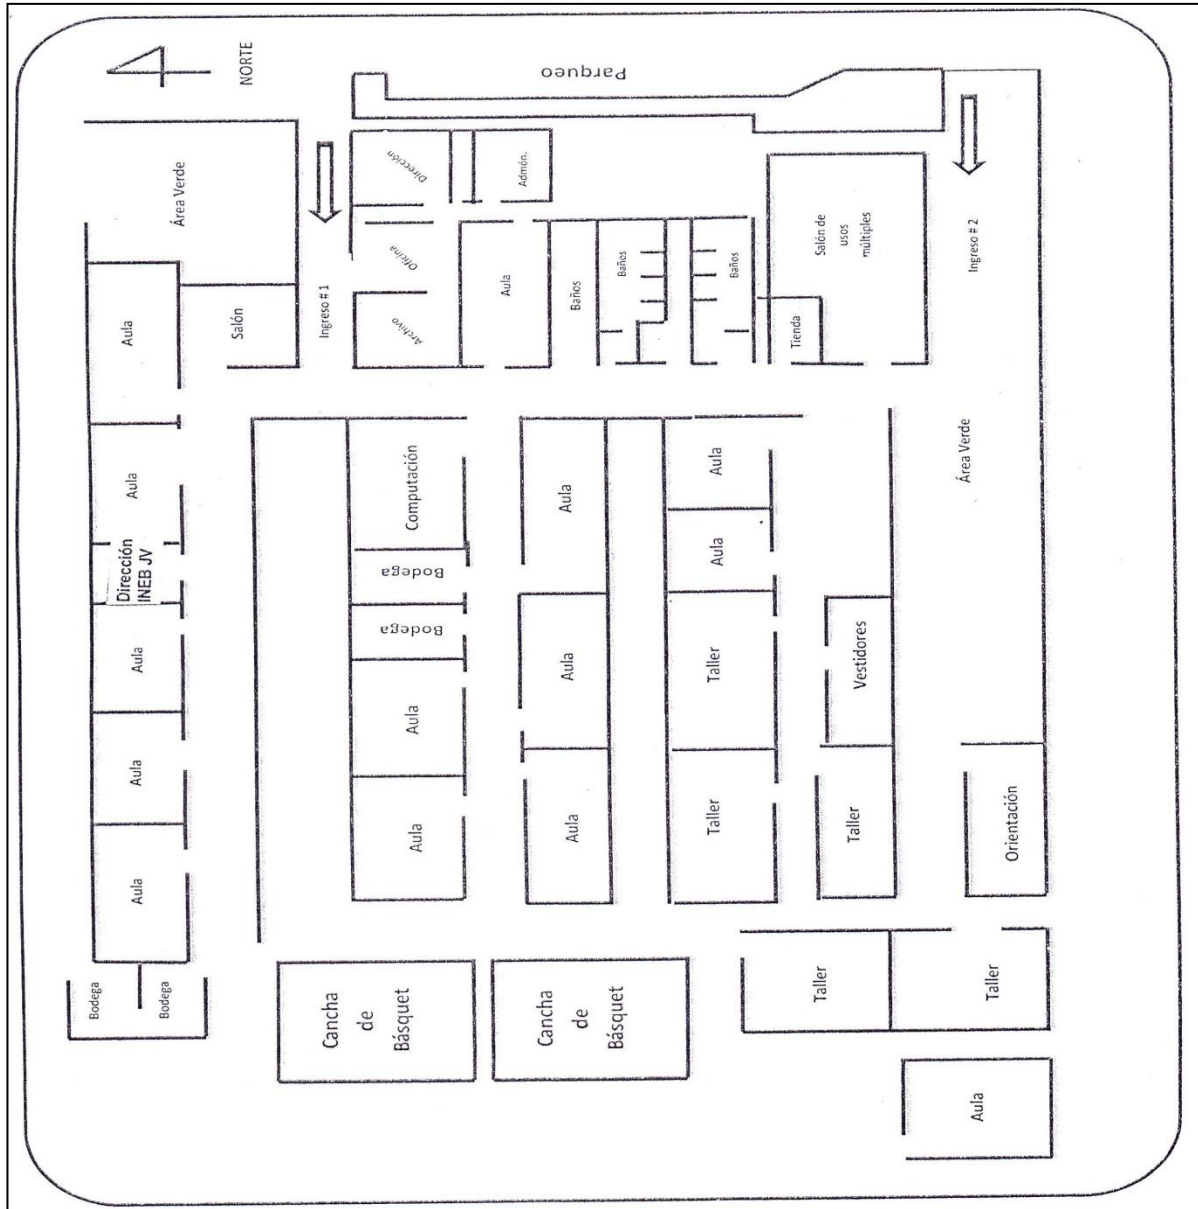 NORTE
Parqueo
Área Verde
Dirección
Admón.
Salón de
usos
múltiples
Ingreso # 2
Oficina
Aula
Baños
Baños
Baños
Aula
Salón
Ingreso # 1
Archivo
Tienda
Aula
Dirección
INEB JV
Computación
Bodega
Bodega
Aula
Aula
Aula
Área Verde
Aula
Aula
Aula
Aula
Aula
Aula
Aula
Taller
Vestidores
Aula
Taller
Taller
Orientación
Bodega
Bodega
Cancha
de
Básquet
Cancha
de
Básquet
Taller
Taller
Aula